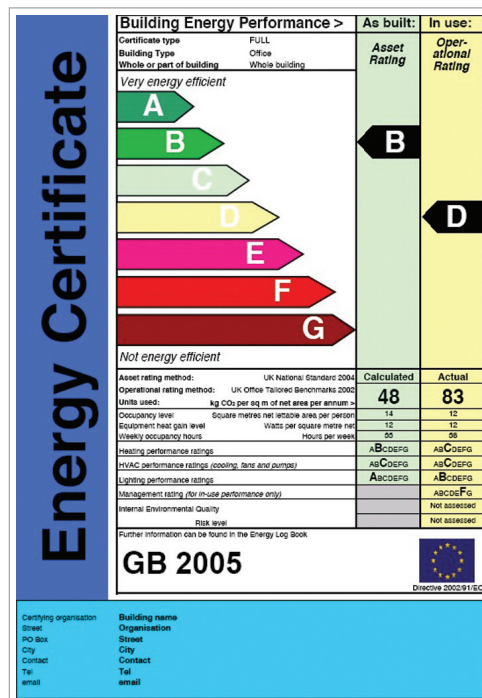 Energy Certificate
Building Energy Performance > As built: In use:
Certificate type FULL
Building Type Office
Whole or part of building Whole building
Asset Rating
Oper-ational Rating
Very energy efficient
A
B
C
D
E
F
G
B
D
Not energy efficient
Asset rating method: UK National Standard 2004 Calculated Actual
Operational rating method: UK Office Tailored Benchmarks 2002
Units used: kg CO₂ per sq m of net area per annum > 48 83
Occupancy level Square metres net lettable area per person 14 12
Equipment heat gain level Watts per square metre net 12 12
Weekly occupancy hours Hours per week
Heating performance ratings ABCDEFG ABCDEFG
HVAC performance ratings (cooling, fans and pumps) ABCDEFG ABCDEFG
Lighting performance ratings ABCDEFG ABCDEFG
Management rating (for in-use performance only) ABCDEFG
Internal Environmental Quality Not assessed
Risk level Not assessed
Further information can be found in the Energy Log Book
GB 2005
Directive 2002/91/EC
Certifying organisation Building name
Street Organisation
PO Box Street
City City
Contact Contact
Tel Tel
email email